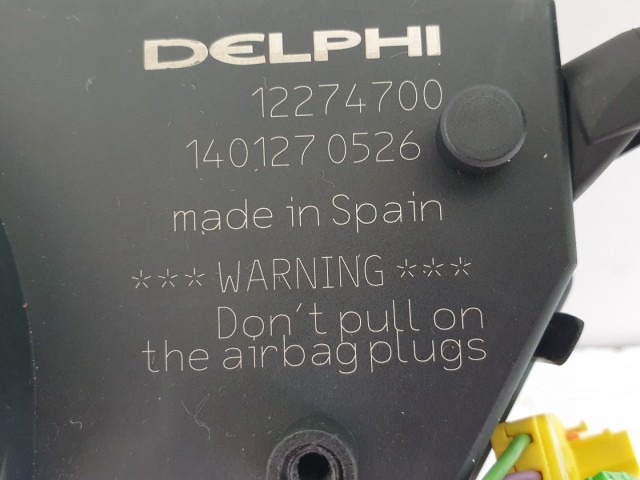 DELPHI
12274700
140127 0526
made in Spain
*** WARNING ***
Don't pull on
the airbag plugs